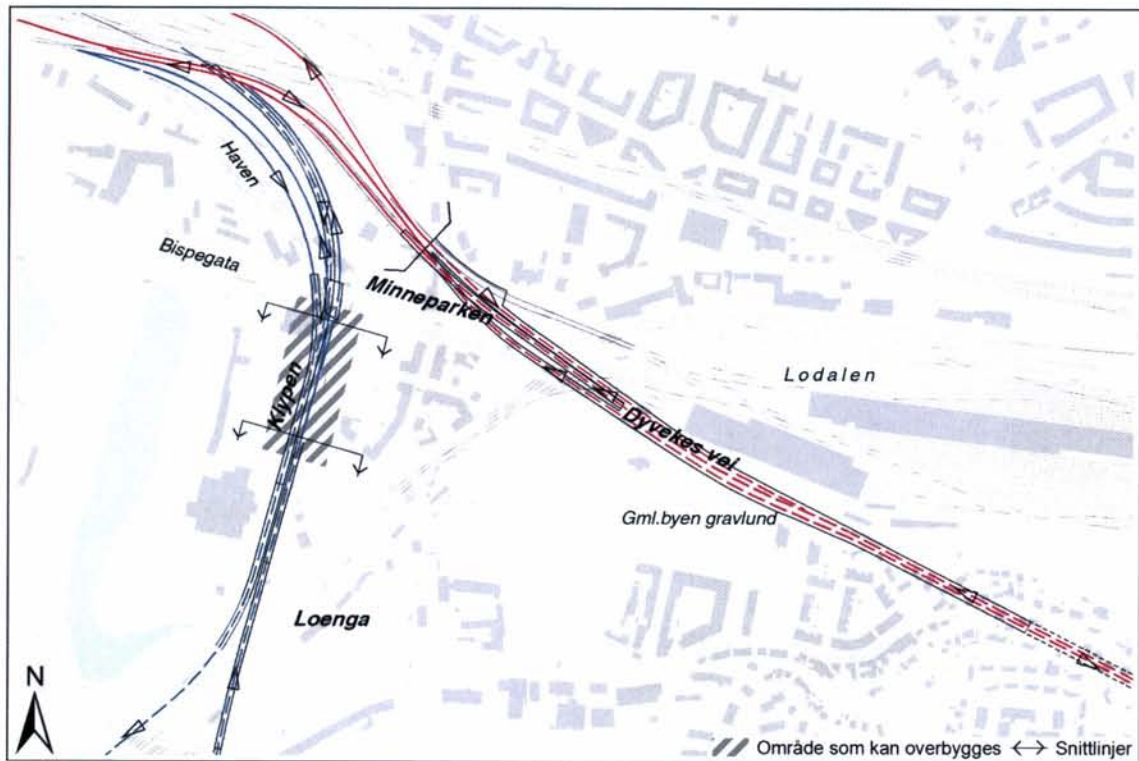 Haven
Bispegata
Minneparken
Klypen
Lodalen
Dyvekes vei
Gml.byen gravlund
Loenga
N
Område som kan overbygges
Snittlinjer